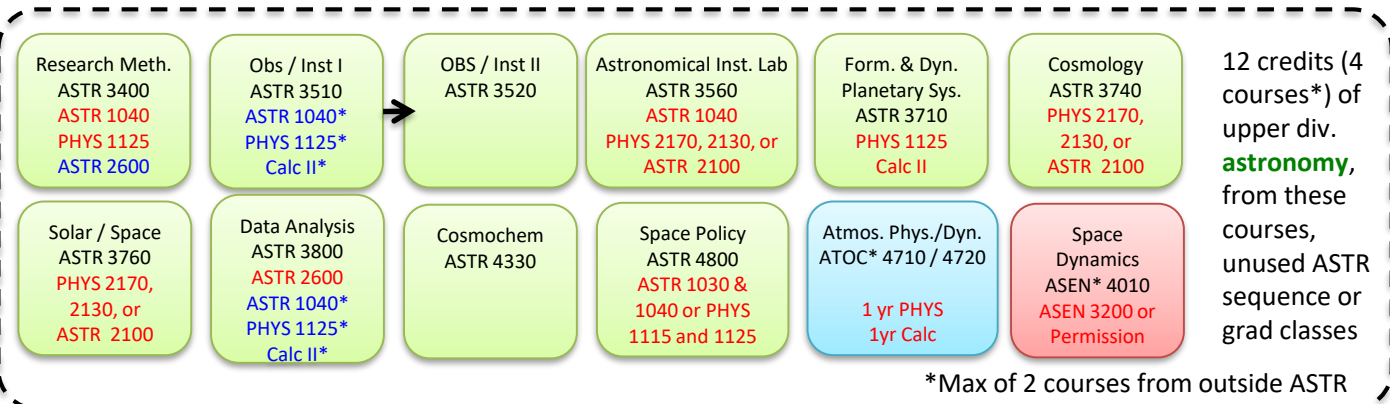 Research Meth.
ASTR 3400
ASTR 1040
PHYS 1125
ASTR 2600
Obs / Inst I
ASTR 3510
ASTR 1040*
PHYS 1125*
Calc II*
OBS / Inst II
ASTR 3520
Astronomical Inst. Lab
ASTR 3560
ASTR 1040
PHYS 2170, 2130, or
ASTR 2100
Form. & Dyn.
Planetary Sys.
ASTR 3710
PHYS 1125
Calc II
Cosmology
ASTR 3740
PHYS 2170,
2130, or
ASTR 2100
12 credits (4
courses*) of
upper div.
astronomy,
from these
courses,
unused ASTR
sequence or
grad classes
Solar / Space
ASTR 3760
PHYS 2170,
2130, or
ASTR 2100
Data Analysis
ASTR 3800
ASTR 2600
ASTR 1040*
PHYS 1125*
Calc II*
Cosmochem
ASTR 4330
Space Policy
ASTR 4800
ASTR 1030 &
1040 or PHYS
1115 and 1125
Atmos. Phys./Dyn.
ATOC* 4710 / 4720
1 yr PHYS
1yr Calc
Space
Dynamics
ASEN* 4010
ASEN 3200 or
Permission
*Max of 2 courses from outside ASTR